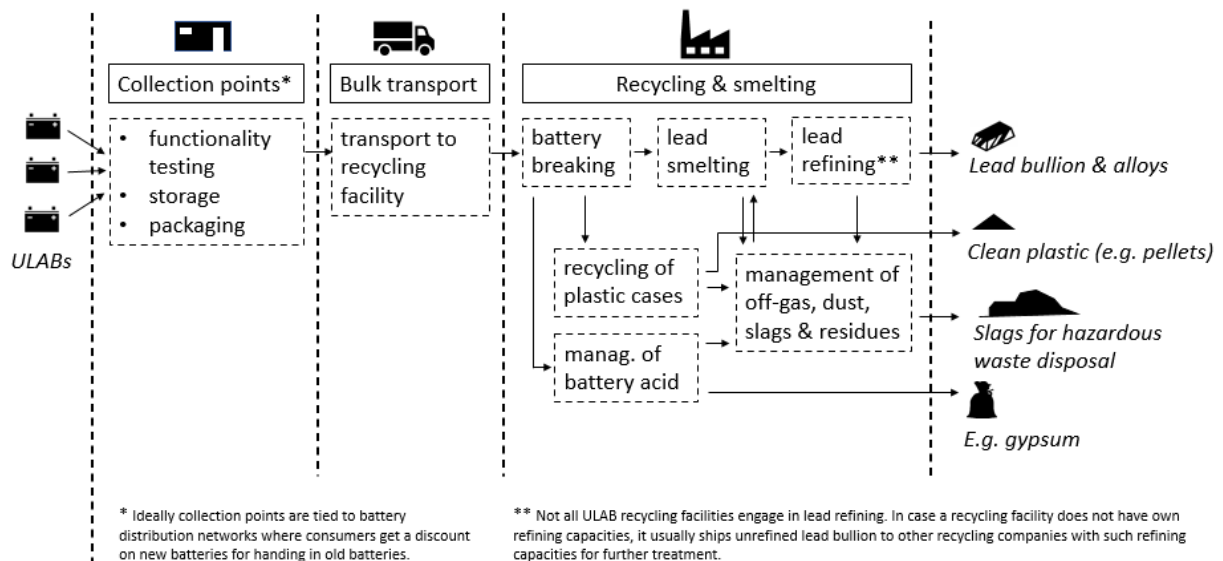 Collection points*
Bulk transport
Recycling & smelting
ULABs
• functionality
testing
• storage
• packaging
transport to
recycling
facility
battery
breaking
lead
smelting
lead
refining**
recycling of
plastic cases
manag. of
battery acid
management of
off-gas, dust,
slags & residues
Lead bullion & alloys
Clean plastic (e.g. pellets)
Slags for hazardous
waste disposal
E.g. gypsum
* Ideally collection points are tied to battery
distribution networks where consumers get a discount
on new batteries for handing in old batteries.
** Not all ULAB recycling facilities engage in lead refining. In case a recycling facility does not have own
refining capacities, it usually ships unrefined lead bullion to other recycling companies with such refining
capacities for further treatment.